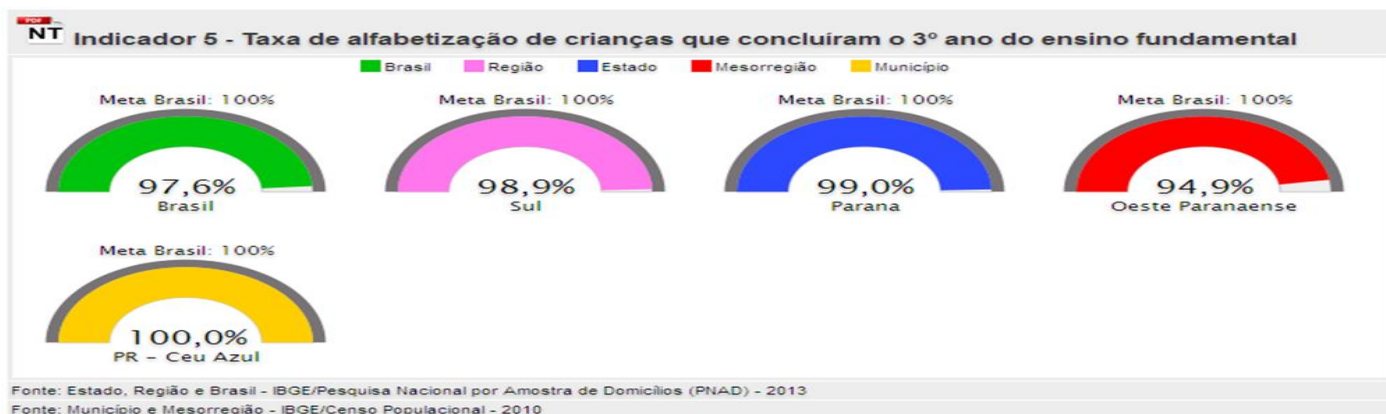 PDF
NT Indicador 5 - Taxa de alfabetização de crianças que concluíram o 3º ano do ensino fundamental
Brasil Região Estado Mesorregião Município
Meta Brasil: 100% Meta Brasil: 100% Meta Brasil: 100% Meta Brasil: 100%
97,6% 98,9% 99,0% 94,9%
Brasil Sul Parana Oeste Paranaense
Meta Brasil: 100%
100,0%
PR – Ceu Azul
Fonte: Estado, Região e Brasil - IBGE/Pesquisa Nacional por Amostra de Domicílios (PNAD) - 2013
Fonte: Município e Mesorregião - IBGE/Censo Populacional - 2010